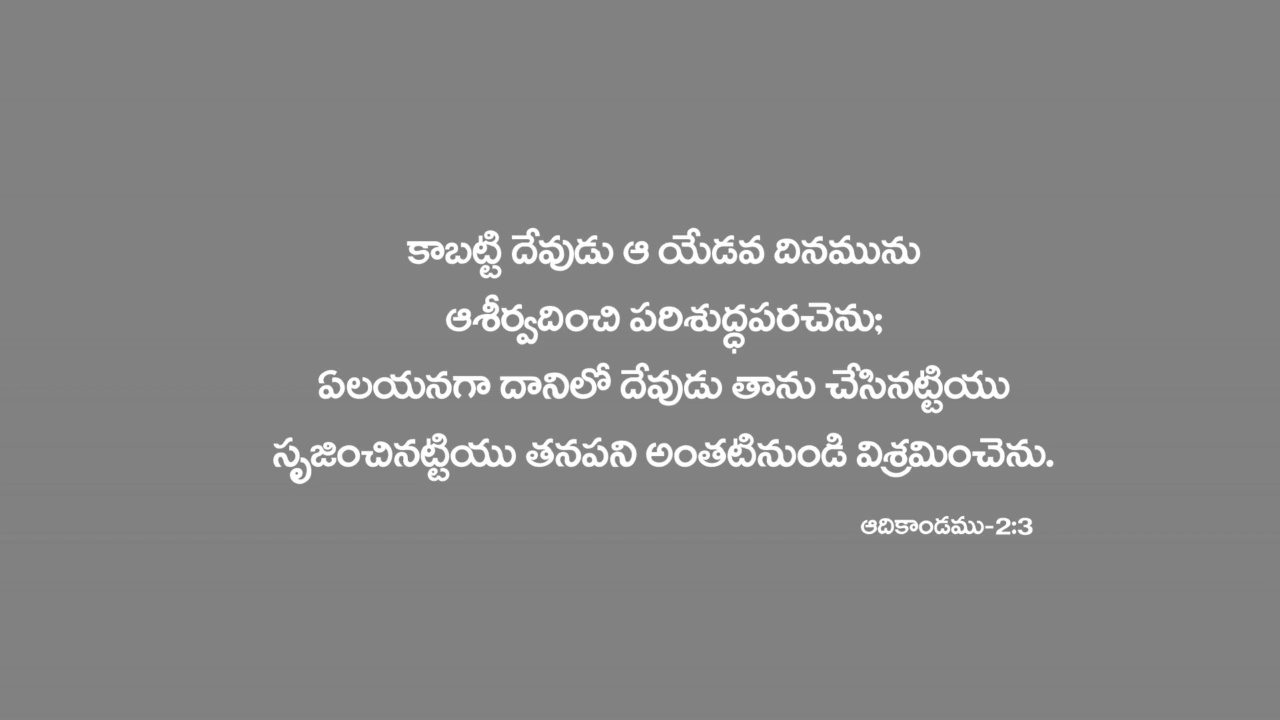 కాబట్టి దేవుడు ఆ యేడవ దినమును
ఆశీర్వదించి పరిశుద్ధపరచెను;
ఏలయనగా దానిలో దేవుడు తాను చేసినట్టియు
సృజించినట్టియు తనపని అంతటినుండి విశ్రమించెను.
ఆదికాండము-2:3